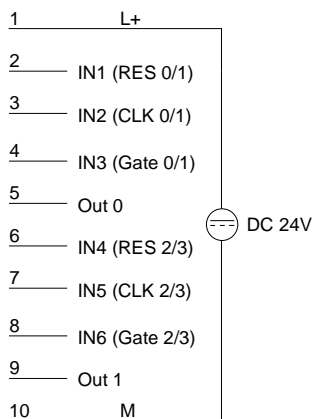 1 L+
2 IN1 (RES 0/1)
3 IN2 (CLK 0/1)
4 IN3 (Gate 0/1)
5 Out 0
DC 24V
6 IN4 (RES 2/3)
7 IN5 (CLK 2/3)
8 IN6 (Gate 2/3)
9 Out 1
10 M